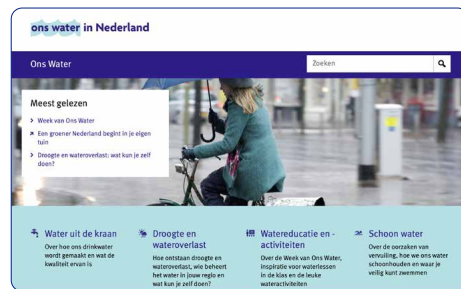 ons water in Nederland
Ons Water
Zoeken
Meest gelezen
Week van Ons Water
Een groener Nederland begint in je eigen
tuin
Droogte en wateroverlast: wat kun je zelf
doen?
Water uit de kraan
Over hoe ons drinkwater
wordt gemaakt en wat de
kwaliteit ervan is
Droogte en
wateroverlast
Hoe ontstaan droogte en
wateroverlast, wie beheert
het water in jouw regio en
wat kun je zelf doen?
Watereducatie en -
activiteiten
Over de Week van Ons Water,
inspiratie voor waterlessen
in de klas en de leuke
wateractiviteiten
Schoon water
Over de oorzaken van
vervuiling, hoe we ons water
schoonhouden en waar je
veilig kunt zwemmen